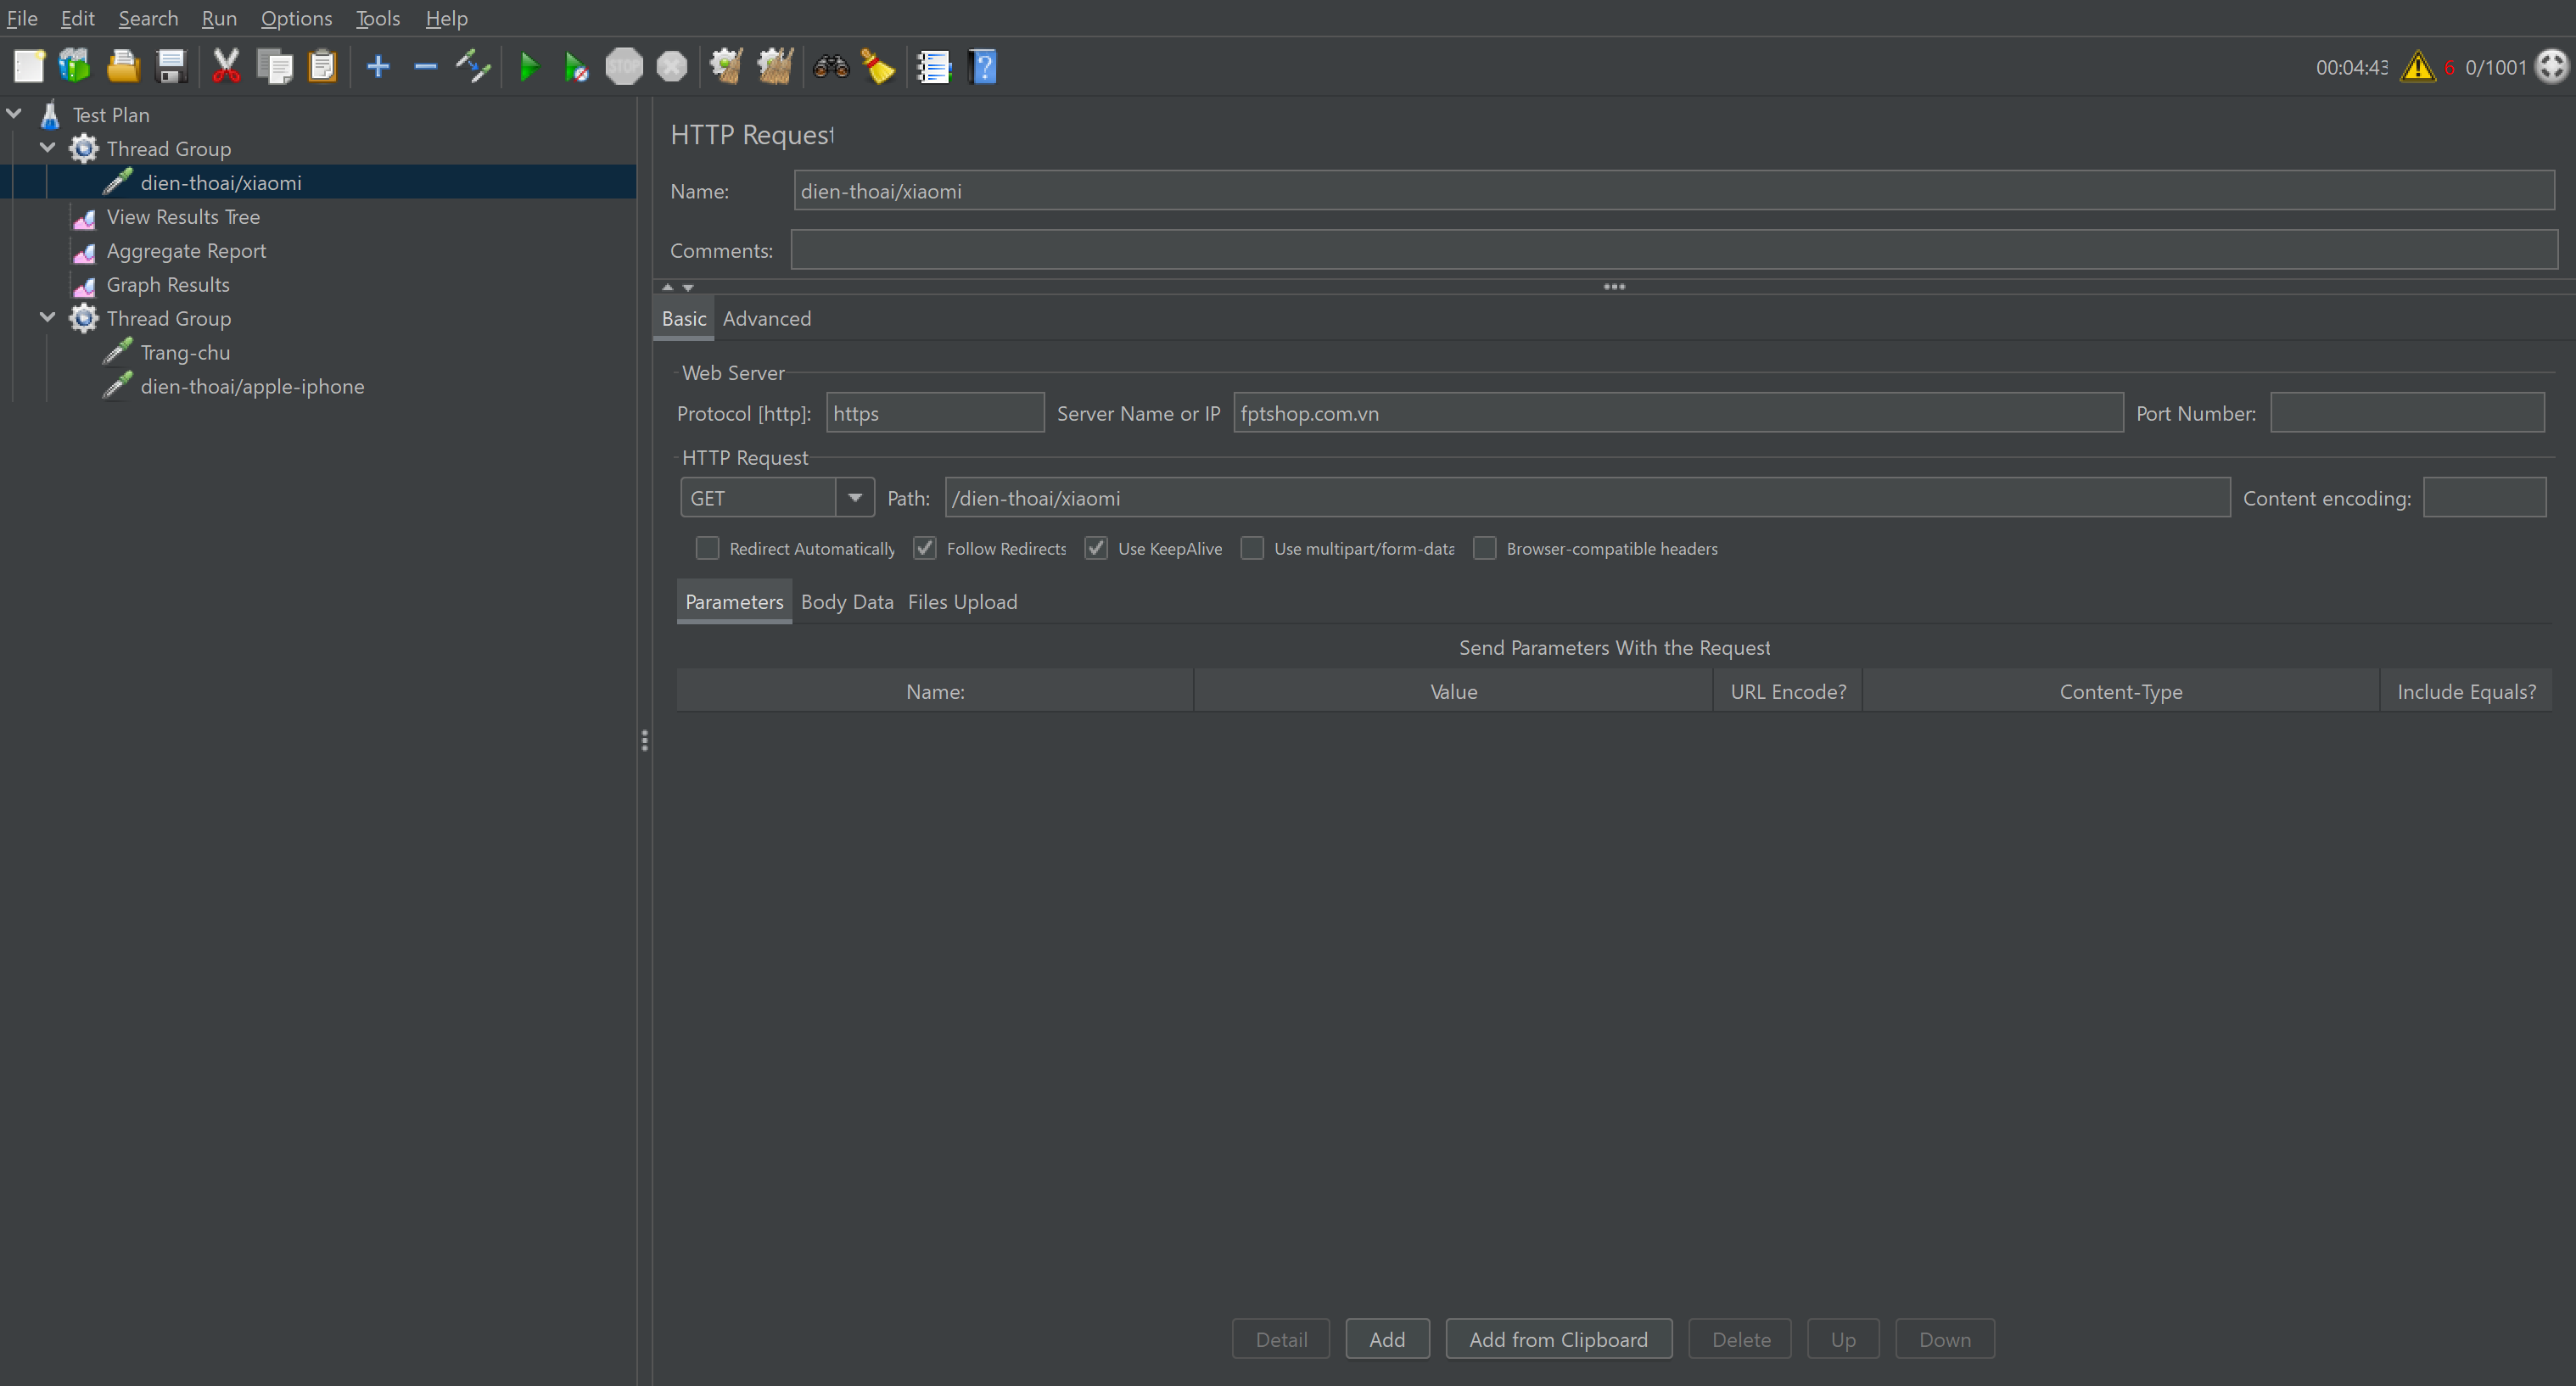 File Edit Search Run Options Tools Help
STOP
00:04:43 6 0/1001
Test Plan
Thread Group
dien-thoai/xiaomi
View Results Tree
Aggregate Report
Graph Results
Thread Group
Trang-chu
dien-thoai/apple-iphone
HTTP Request
Name: dien-thoai/xiaomi
Comments:
Basic Advanced
Web Server
Protocol [http]: https Server Name or IP fptshop.com.vn Port Number:
HTTP Request
GET Path: /dien-thoai/xiaomi Content encoding:
Redirect Automatically Follow Redirects Use KeepAlive Use multipart/form-data Browser-compatible headers
Parameters Body Data Files Upload
Send Parameters With the Request
Name: Value URL Encode? Content-Type Include Equals?
Detail Add Add from Clipboard Delete Up Down